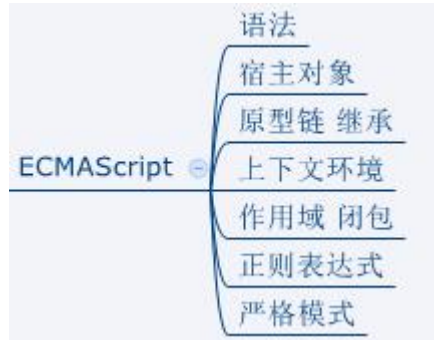 语法
宿主对象
原型链 继承
ECMAScript
上下文环境
作用域 闭包
正则表达式
严格模式